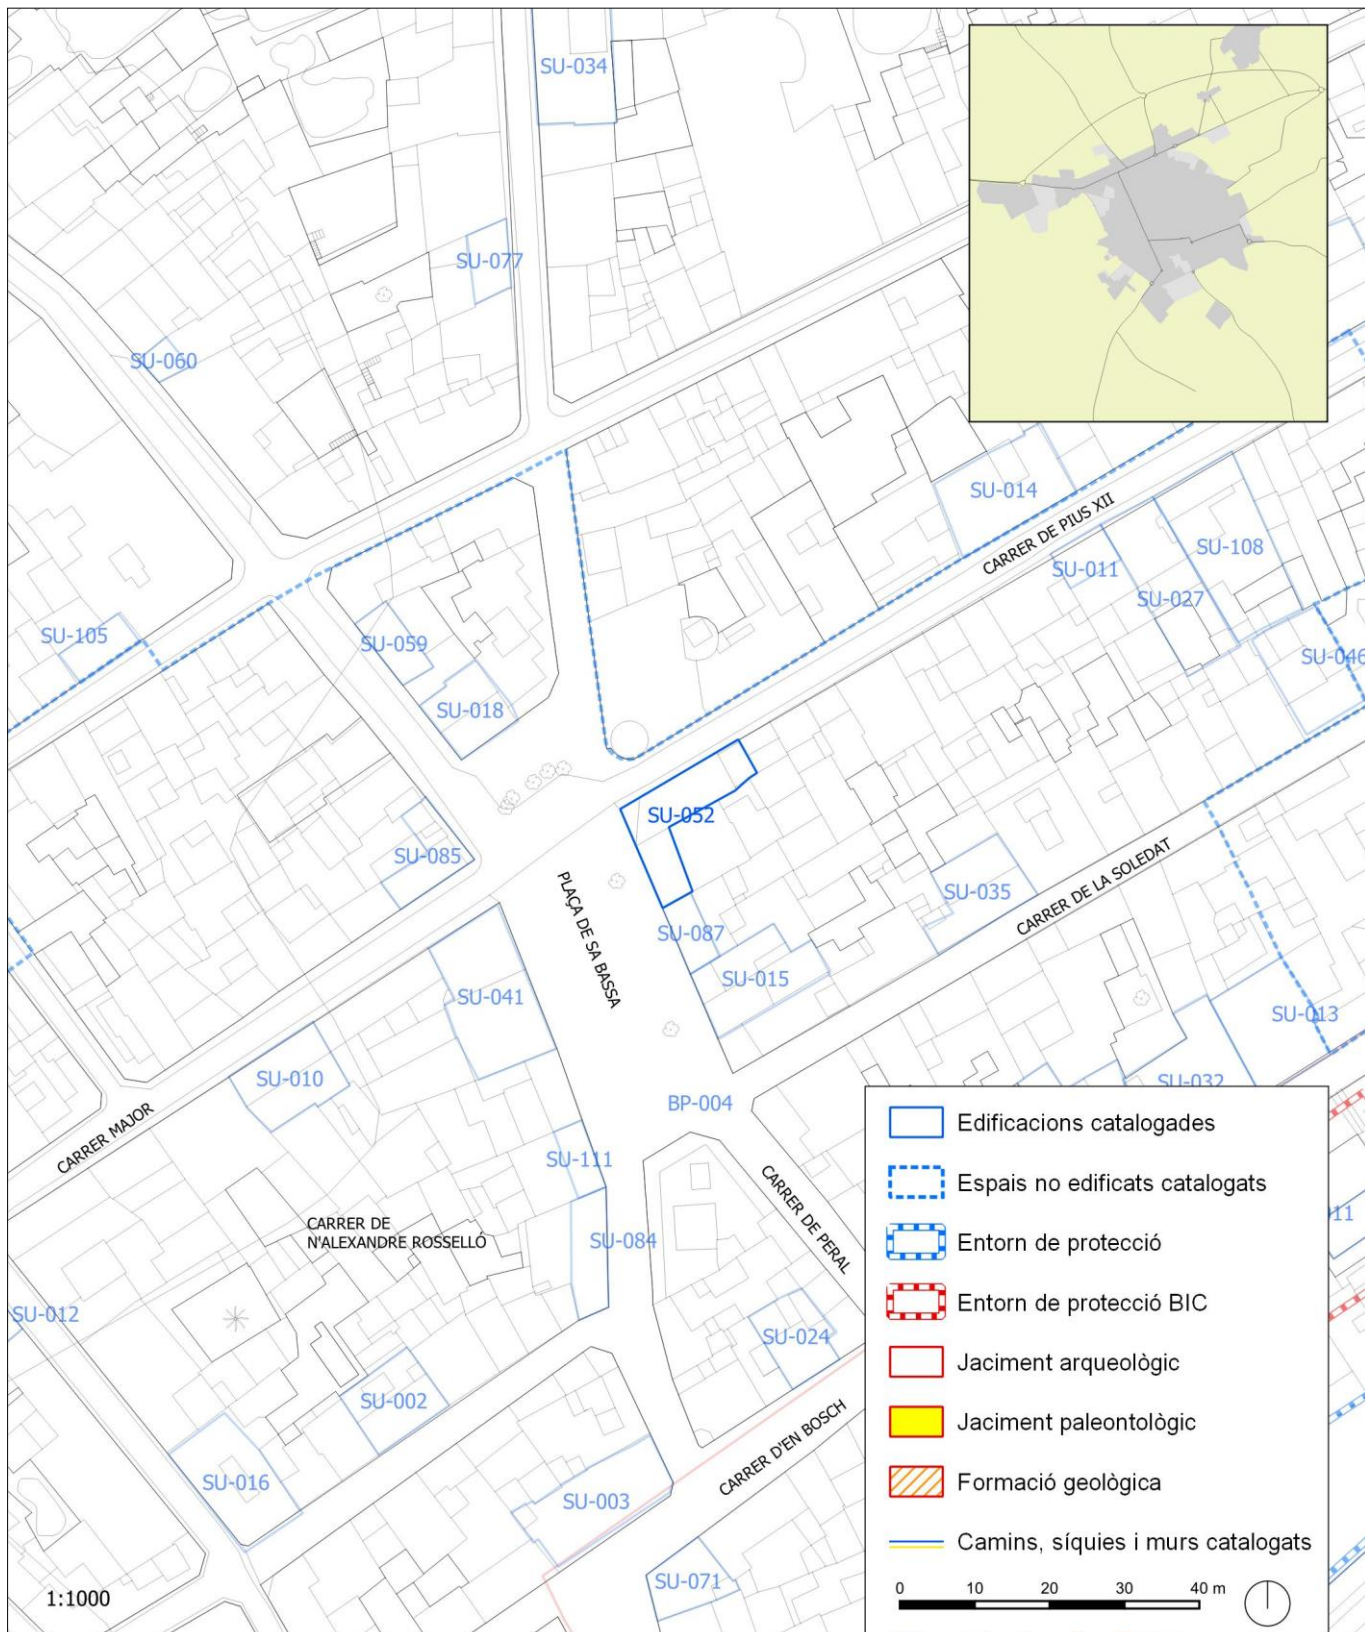 SU-034
SU-077
SU-060
SU-014
CARRER DE PIUS XII
SU-011
SU-108
SU-027
SU-105
SU-059
SU-046
SU-018
SU-052
SU-085
PLAÇA DE SA BASSA
SU-035
CARRER DE LA SOLEDAT
SU-087
SU-015
SU-041
SU-013
SU-010
SU-032
BP-004
CARRER MAJOR
SU-111
CARRER DE PERAL
CARRER DE
N'ALEXANDRE ROSSELLÓ
SU-084
SU-012
SU-024
SU-002
CARRER D'EN BOSCH
SU-016
SU-003
SU-071
1:1000
Edificacions catalogades
Espais no edificats catalogats
Entorn de protecció
Entorn de protecció BIC
Jaciment arqueològic
Jaciment paleontològic
Formació geològica
Camins, síquies i murs catalogats
0 10 20 30 40 m